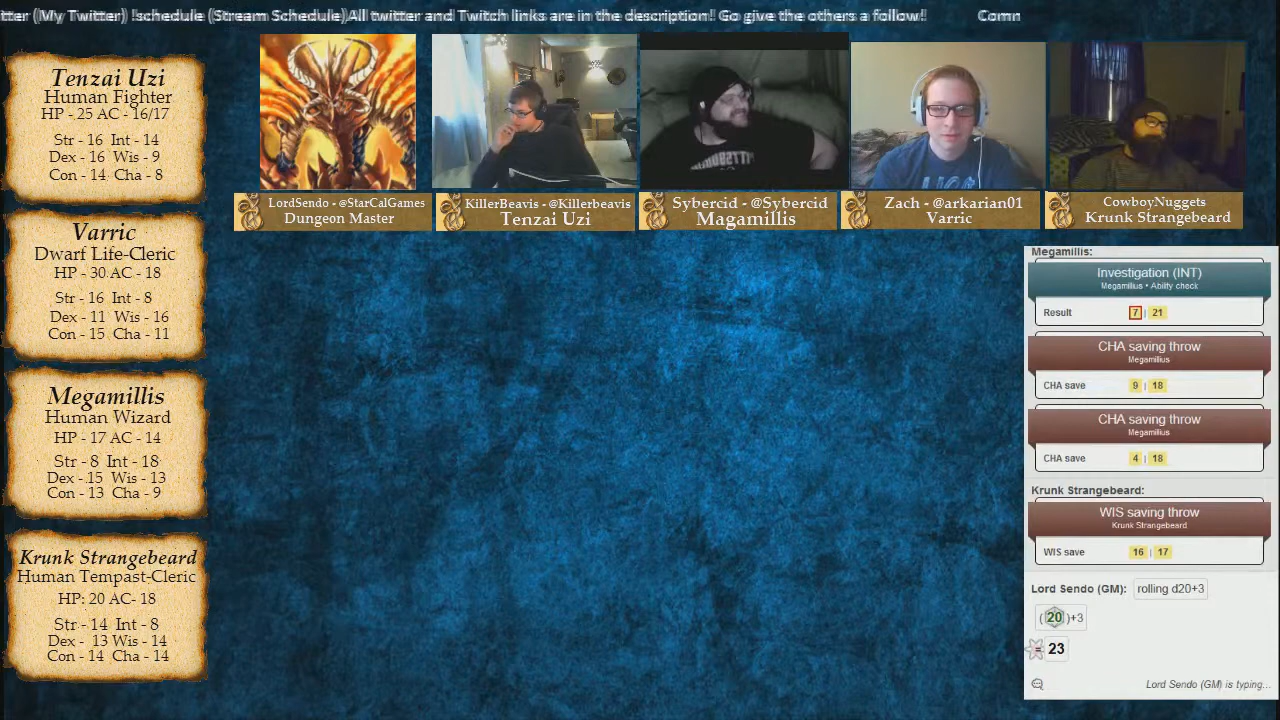 tter (My Twitter) !schedule (Stream Schedule)
All twitter and Twitch links are in the description! Go give the others a follow!
Comn
Tenzai Uzi
Human Fighter
HP - 25 AC - 16/17
Str - 16 Int - 14
Dex - 16 Wis - 9
Con - 14 Cha - 8
Varric
Dwarf Life-Cleric
HP - 30 AC - 18
Str - 16 Int - 8
Dex - 11 Wis - 16
Con - 15 Cha - 11
Megamillis
Human Wizard
HP - 17 AC - 14
Str - 8 Int - 18
Dex - 15 Wis - 13
Con - 13 Cha - 9
Krunk Strangebeard
Human Tempast-Cleric
HP: 20 AC- 18
Str - 14 Int - 8
Dex - 13 Wis - 14
Con - 14 Cha - 14
PITTSBURGH
LordSendo - @StarCalGames
Dungeon Master
KillerBeavis - @Killerbeavis
Tenzai Uzi
Sybercid - @Sybercid
Magamillis
Zach - @arkarian01
Varric
CowboyNuggets
Krunk Strangebeard
Megamillis:
Investigation (INT)
Megamillius • Ability check
Result 7 | 21
CHA saving throw
Megamillius
CHA save 9 | 18
CHA saving throw
Megamillius
CHA save 4 | 18
Krunk Strangebeard:
WIS saving throw
Krunk Strangebeard
WIS save 16 | 17
Lord Sendo (GM): rolling d20+3
(20)+3
= 23
Lord Sendo (GM) is typing...